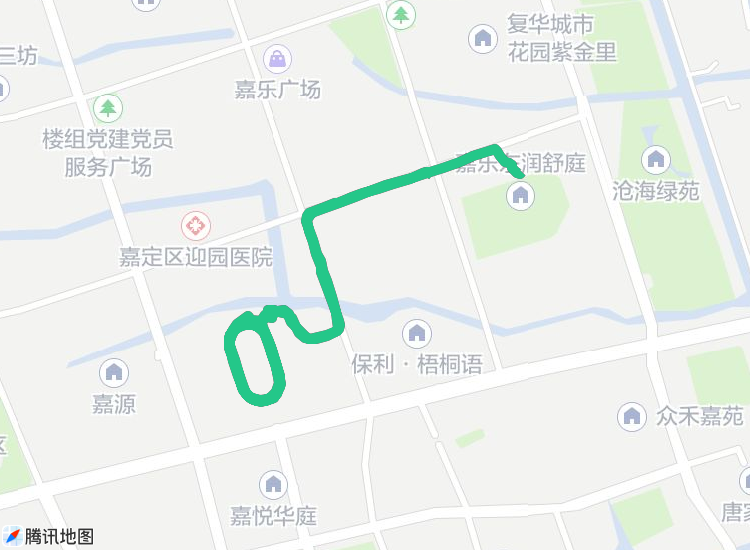 三坊
复华城市
花园紫金里
嘉乐广场
楼组党建党员
服务广场
润舒庭
沧海绿苑
嘉定区迎园医院
保利·梧桐语
嘉源
众禾嘉苑
区
嘉悦华庭
唐家
腾讯地图